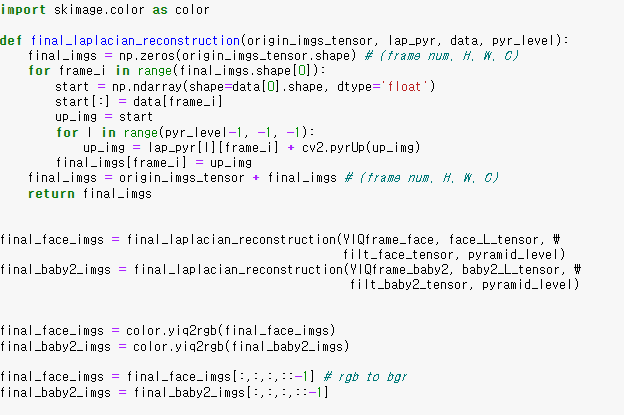 import skimage.color as color
def final_laplacian_reconstruction(origin_imgs_tensor, lap_pyr, data, pyr_level):
    final_imgs = np.zeros(origin_imgs_tensor.shape) # (frame num, H, W, C)
    for frame_i in range(final_imgs.shape[0]):
        start = np.ndarray(shape=data[0].shape, dtype='float')
        start[:] = data[frame_i]
        up_img = start
        for l in range(pyr_level-1, -1, -1):
            up_img = lap_pyr[l][frame_i] + cv2.pyrUp(up_img)
        final_imgs[frame_i] = up_img
    final_imgs = origin_imgs_tensor + final_imgs # (frame num, H, W, C)
    return final_imgs
final_face_imgs = final_laplacian_reconstruction(YIQframe_face, face_L_tensor, ₩
                                                 filt_face_tensor, pyramid_level)
final_baby2_imgs = final_laplacian_reconstruction(YIQframe_baby2, baby2_L_tensor, ₩
                                                  filt_baby2_tensor, pyramid_level)
final_face_imgs = color.yiq2rgb(final_face_imgs)
final_baby2_imgs = color.yiq2rgb(final_baby2_imgs)
final_face_imgs = final_face_imgs[:,:,:,::-1] # rgb to bgr
final_baby2_imgs = final_baby2_imgs[:,:,:,::-1]